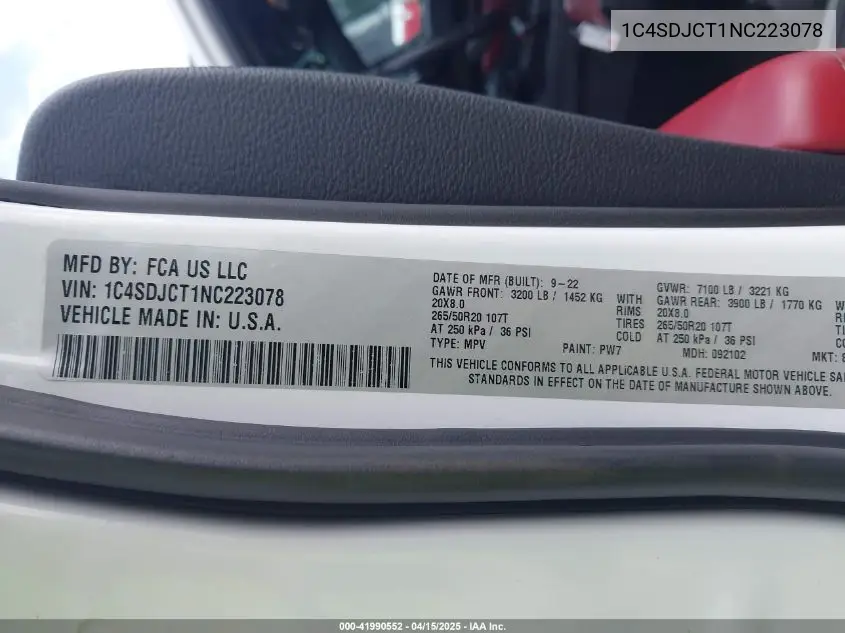 1C4SDJCT1NC223078
MFD BY: FCA US LLC
VIN: 1C4SDJCT1NC223078
VEHICLE MADE IN: U.S.A.
DATE OF MFR (BUILT): 9-22
GAWR FRONT: 3200 LB / 1452 KG
20X8.0
265/50R20 107T
AT 250 kPa / 36 PSI
TYPE: MPV
PAINT: PW7
WITH
RIMS
TIRES
COLD
GVWR: 7100 LB / 3221 KG
GAWR REAR: 3900 LB / 1770 KG
20X8.0
265/50R20 107T
AT 250 kPa / 36 PSI
MDH: 092102
MKT:
THIS VEHICLE CONFORMS TO ALL APPLICABLE U.S.A. FEDERAL MOTOR VEHICLE
STANDARDS IN EFFECT ON THE DATE OF MANUFACTURE SHOWN ABOVE.
000-41990552 - 04/15/2025 - IAA Inc.